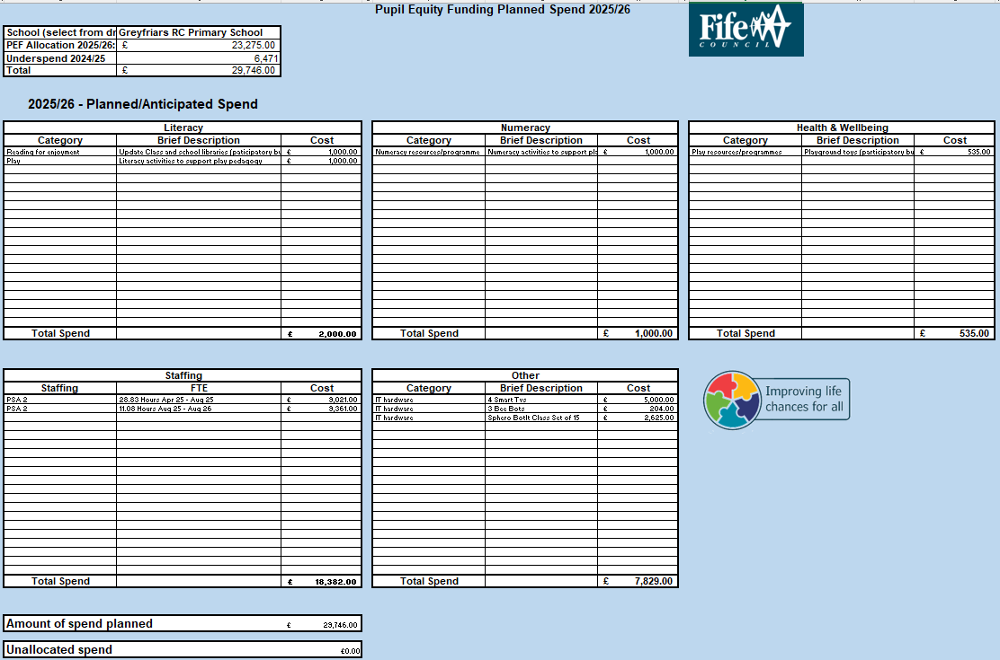 Pupil Equity Funding Planned Spend 2025/26
Fife
COUNCIL
School (select from dr Greyfriars RC Primary School
PEF Allocation 2025/26: £ 23,275.00
Underspend 2024/25 6,471
Total £ 29,746.00
2025/26 - Planned/Anticipated Spend
Literacy
Category Brief Description Cost
Reading for enjoyment Update Class and school libraries (paticipatory bu £ 1,000.00
Play Literacy activities to support play pedagogy £ 1,000.00
Total Spend £ 2,000.00
Numeracy
Category Brief Description Cost
Numeracy resources/programme Numeracy activities to support pla £ 1,000.00
Total Spend £ 1,000.00
Health & Wellbeing
Category Brief Description Cost
Play resources/programmes Playground toys (participatory bu £ 535.00
Total Spend £ 535.00
Staffing
Staffing FTE Cost
PSA 2 28.83 Hours Apr 25 - Aug 25 £ 9,021.00
PSA 2 11.08 Hours Aug 25 - Aug 26 £ 9,361.00
Total Spend £ 18,382.00
Other
Category Brief Description Cost
IT hardware 4 Smart Tvs £ 5,000.00
IT hardware 3 Bee Bots £ 204.00
IT hardware Sphero BotIt Class Set of 15 £ 2,625.00
Total Spend £ 7,829.00
Improving life
chances for all
Amount of spend planned £ 29,746.00
Unallocated spend £0.00